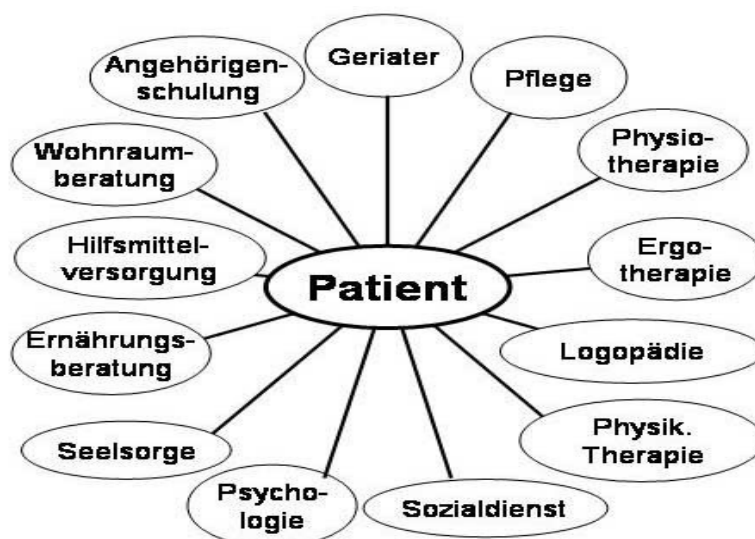 Geriater
Angehörigen-
schulung
Pflege
Wohnraum-
beratung
Physio-
therapie
Hilfsmittel-
versorgung
Patient
Ergo-
therapie
Ernährungs-
beratung
Logopädie
Seelsorge
Physik.
Therapie
Psycho-
logie
Sozialdienst